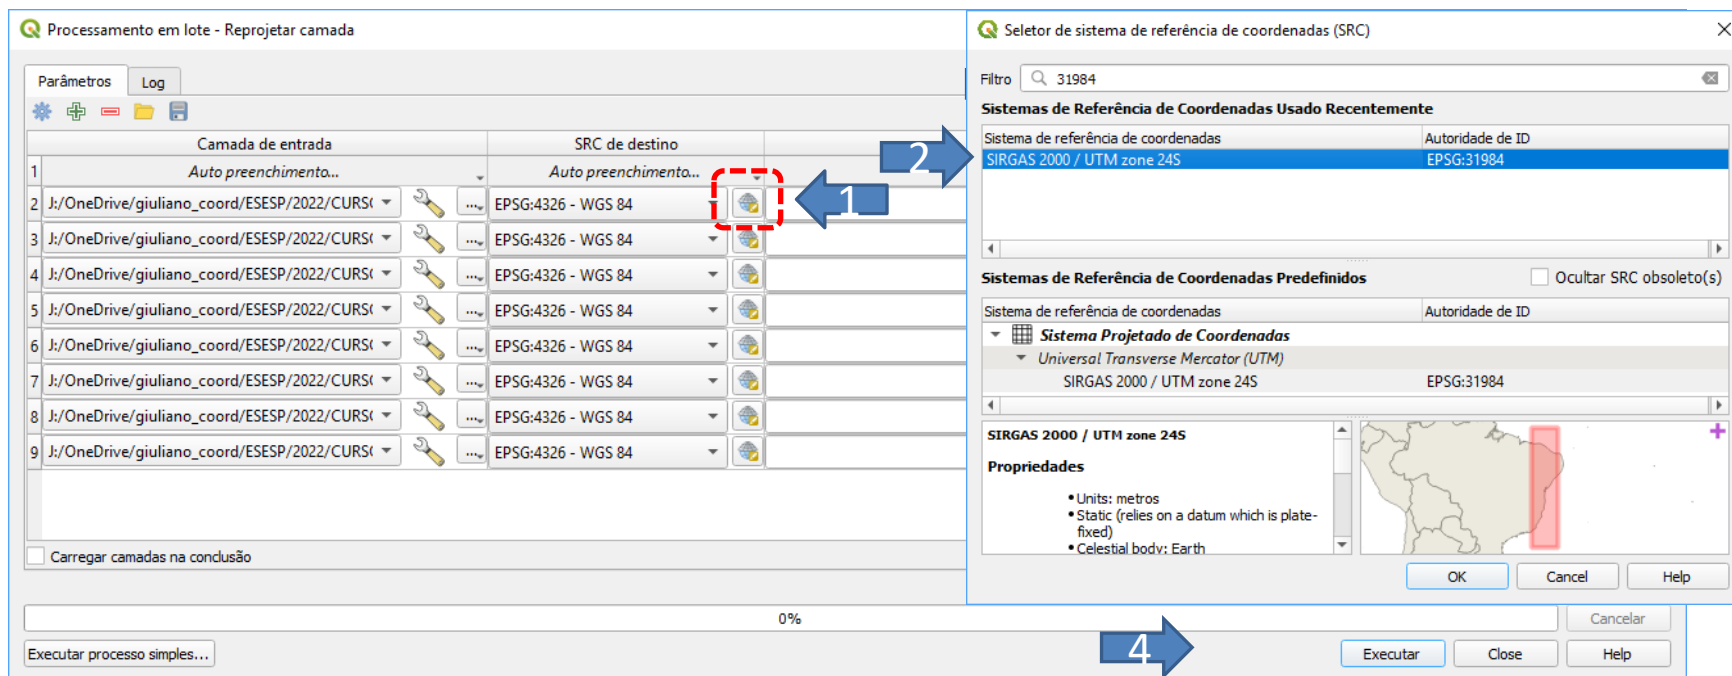 Processamento em lote - Reprojetar camada
Parâmetros
Log
Camada de entrada
SRC de destino
1
Auto preenchimento...
Auto preenchimento...
2 J:/OneDrive/giuliano_coord/ESESP/2022/CURS( ... EPSG:4326 - WGS 84
3 J:/OneDrive/giuliano_coord/ESESP/2022/CURS( ... EPSG:4326 - WGS 84
4 J:/OneDrive/giuliano_coord/ESESP/2022/CURS( ... EPSG:4326 - WGS 84
5 J:/OneDrive/giuliano_coord/ESESP/2022/CURS( ... EPSG:4326 - WGS 84
6 J:/OneDrive/giuliano_coord/ESESP/2022/CURS( ... EPSG:4326 - WGS 84
7 J:/OneDrive/giuliano_coord/ESESP/2022/CURS( ... EPSG:4326 - WGS 84
8 J:/OneDrive/giuliano_coord/ESESP/2022/CURS( ... EPSG:4326 - WGS 84
9 J:/OneDrive/giuliano_coord/ESESP/2022/CURS( ... EPSG:4326 - WGS 84
1
2
Carregar camadas na conclusão
0%
Cancelar
Executar processo simples...
4
Executar
Close
Help
Seletor de sistema de referência de coordenadas (SRC)
Filtro 31984
Sistemas de Referência de Coordenadas Usado Recentemente
Sistema de referência de coordenadas Autoridade de ID
SIRGAS 2000 / UTM zone 24S EPSG:31984
Sistemas de Referência de Coordenadas Predefinidos
Ocultar SRC obsoleto(s)
Sistema de referência de coordenadas Autoridade de ID
Sistema Projetado de Coordenadas
Universal Transverse Mercator (UTM)
SIRGAS 2000 / UTM zone 24S EPSG:31984
SIRGAS 2000 / UTM zone 24S
Propriedades
• Units: metros
• Static (relies on a datum which is plate-
fixed)
• Celestial body: Earth
OK
Cancel
Help